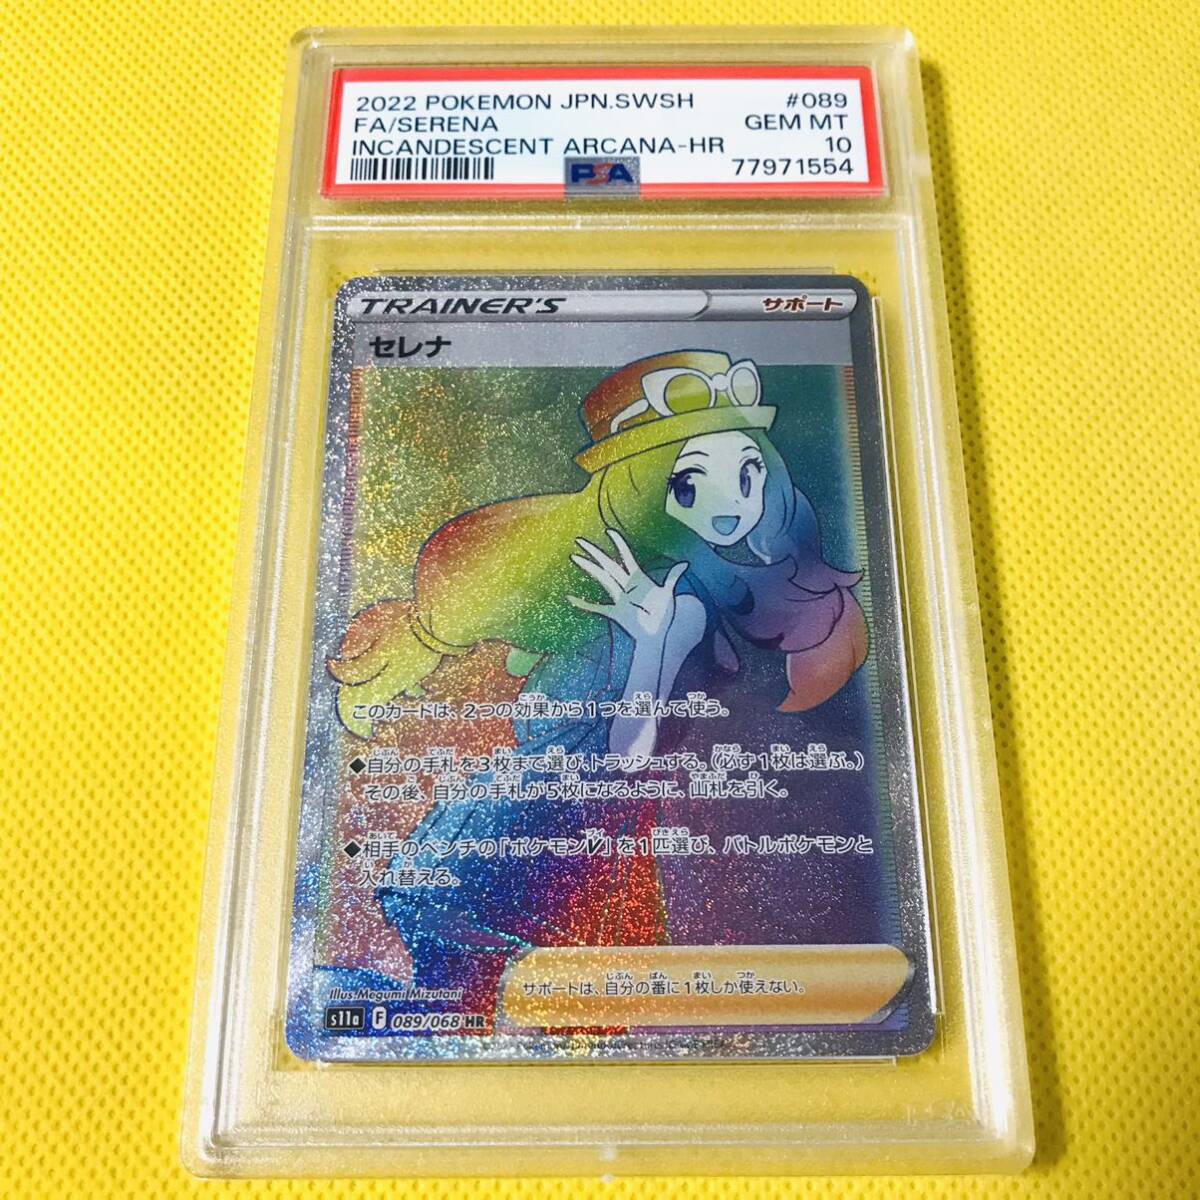 2022 POKEMON JPN.SWSH #089
FA/SERENA GEM MT
INCANDESCENT ARCANA-HR 10
PSA 77971554
TRAINER'S サポート
セレナ
このカードは、2つの効果から1つを選んで使う。
◆自分の手札を3枚まで選び、トラッシュする。(必ず1枚は選ぶ。)
その後、自分の手札が5枚になるように、山札を引く。
◆相手のベンチの「ポケモンV」を1匹選び、バトルポケモンと
入れ替える。
サポートは、自分の番に1枚しか使えない。
Illus.Megumi Mizutani
s11a F 089/068 HR